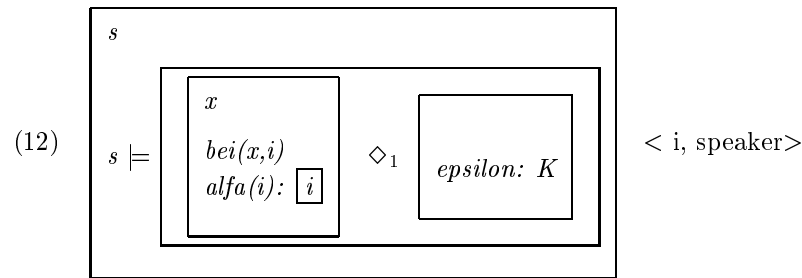 s
x
bei(x,i)
(12) s |= ◇₁ epsilon: K < i, speaker>
alfa(i): i